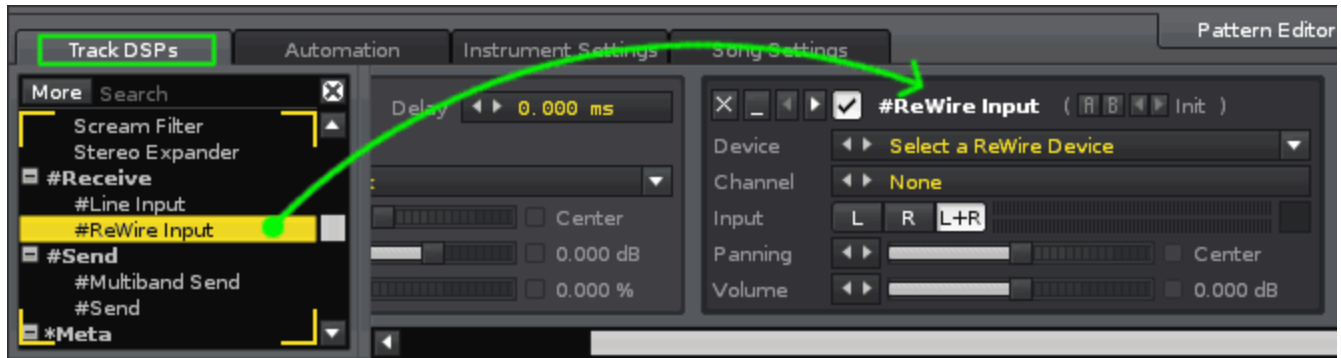 Pattern Editor
Track DSPs Automation Instrument Settings Song Settings
More Search
Scream Filter
Stereo Expander
#Receive
#Line Input
#ReWire Input
#Send
#Multiband Send
#Send
*Meta
Delay 0.000 ms
Center
0.000 dB
0.000 %
#ReWire Input ( A B Init )
Device Select a ReWire Device
Channel None
Input L R L+R
Panning Center
Volume 0.000 dB